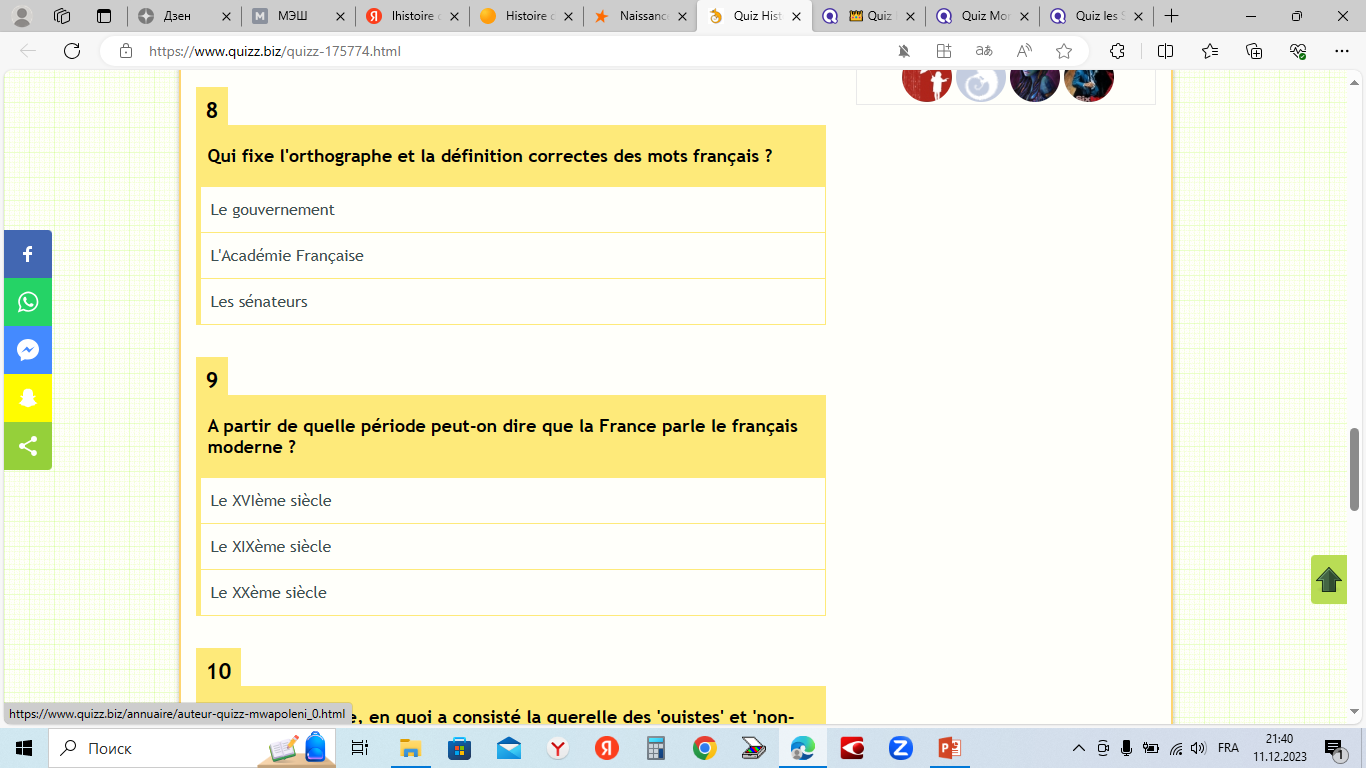 Дзен
МЭШ
lhistoire
Histoire
Naissance
Quiz Hist
Quiz
Quiz Mor
Quiz les
https://www.quizz.biz/quizz-175774.html
8
Qui fixe l'orthographe et la définition correctes des mots français ?
Le gouvernement
L'Académie Française
Les sénateurs
9
A partir de quelle période peut-on dire que la France parle le français
moderne ?
Le XVIème siècle
Le XIXème siècle
Le XXème siècle
10
, en quoi a consisté la querelle des 'ouistes' et 'non-
https://www.quizz.biz/annuaire/auteur-quizz-mwapoleni_0.html
Поиск
FRA
21:40
11.12.2023
1